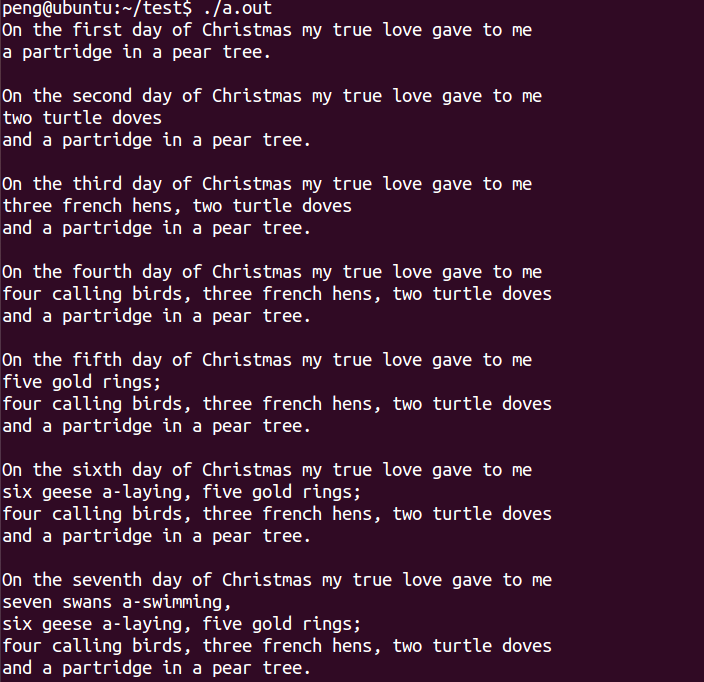 peng@ubuntu:~/test$ ./a.out
On the first day of Christmas my true love gave to me
a partridge in a pear tree.

On the second day of Christmas my true love gave to me
two turtle doves
and a partridge in a pear tree.

On the third day of Christmas my true love gave to me
three french hens, two turtle doves
and a partridge in a pear tree.

On the fourth day of Christmas my true love gave to me
four calling birds, three french hens, two turtle doves
and a partridge in a pear tree.

On the fifth day of Christmas my true love gave to me
five gold rings;
four calling birds, three french hens, two turtle doves
and a partridge in a pear tree.

On the sixth day of Christmas my true love gave to me
six geese a-laying, five gold rings;
four calling birds, three french hens, two turtle doves
and a partridge in a pear tree.

On the seventh day of Christmas my true love gave to me
seven swans a-swimming,
six geese a-laying, five gold rings;
four calling birds, three french hens, two turtle doves
and a partridge in a pear tree.